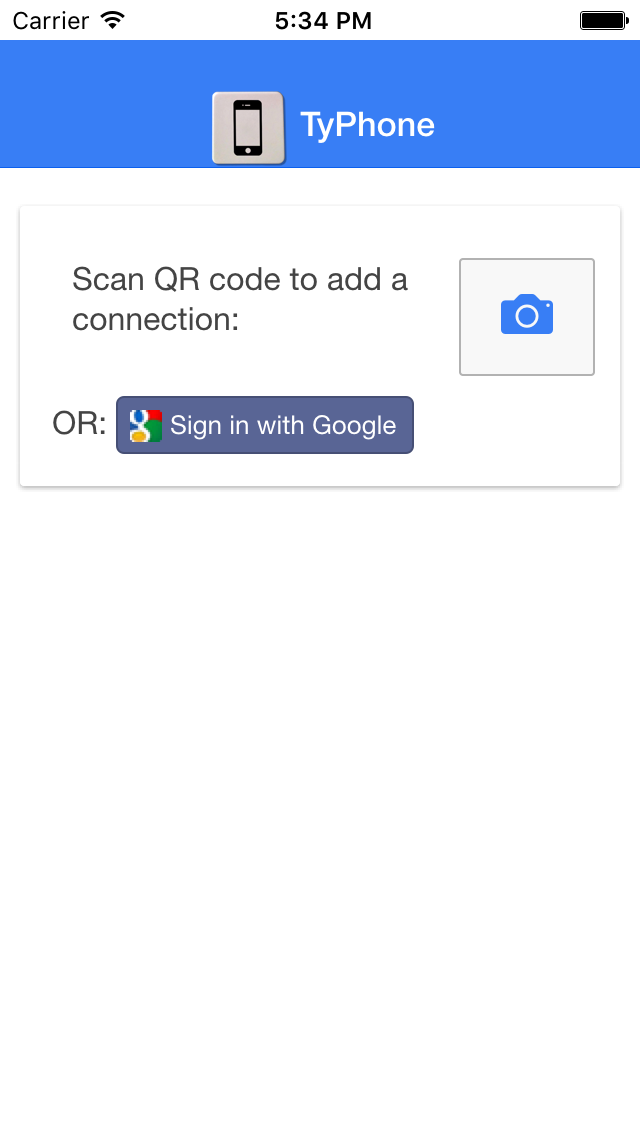 Carrier 5:34 PM
TyPhone
Scan QR code to add a
connection:
OR: Sign in with Google